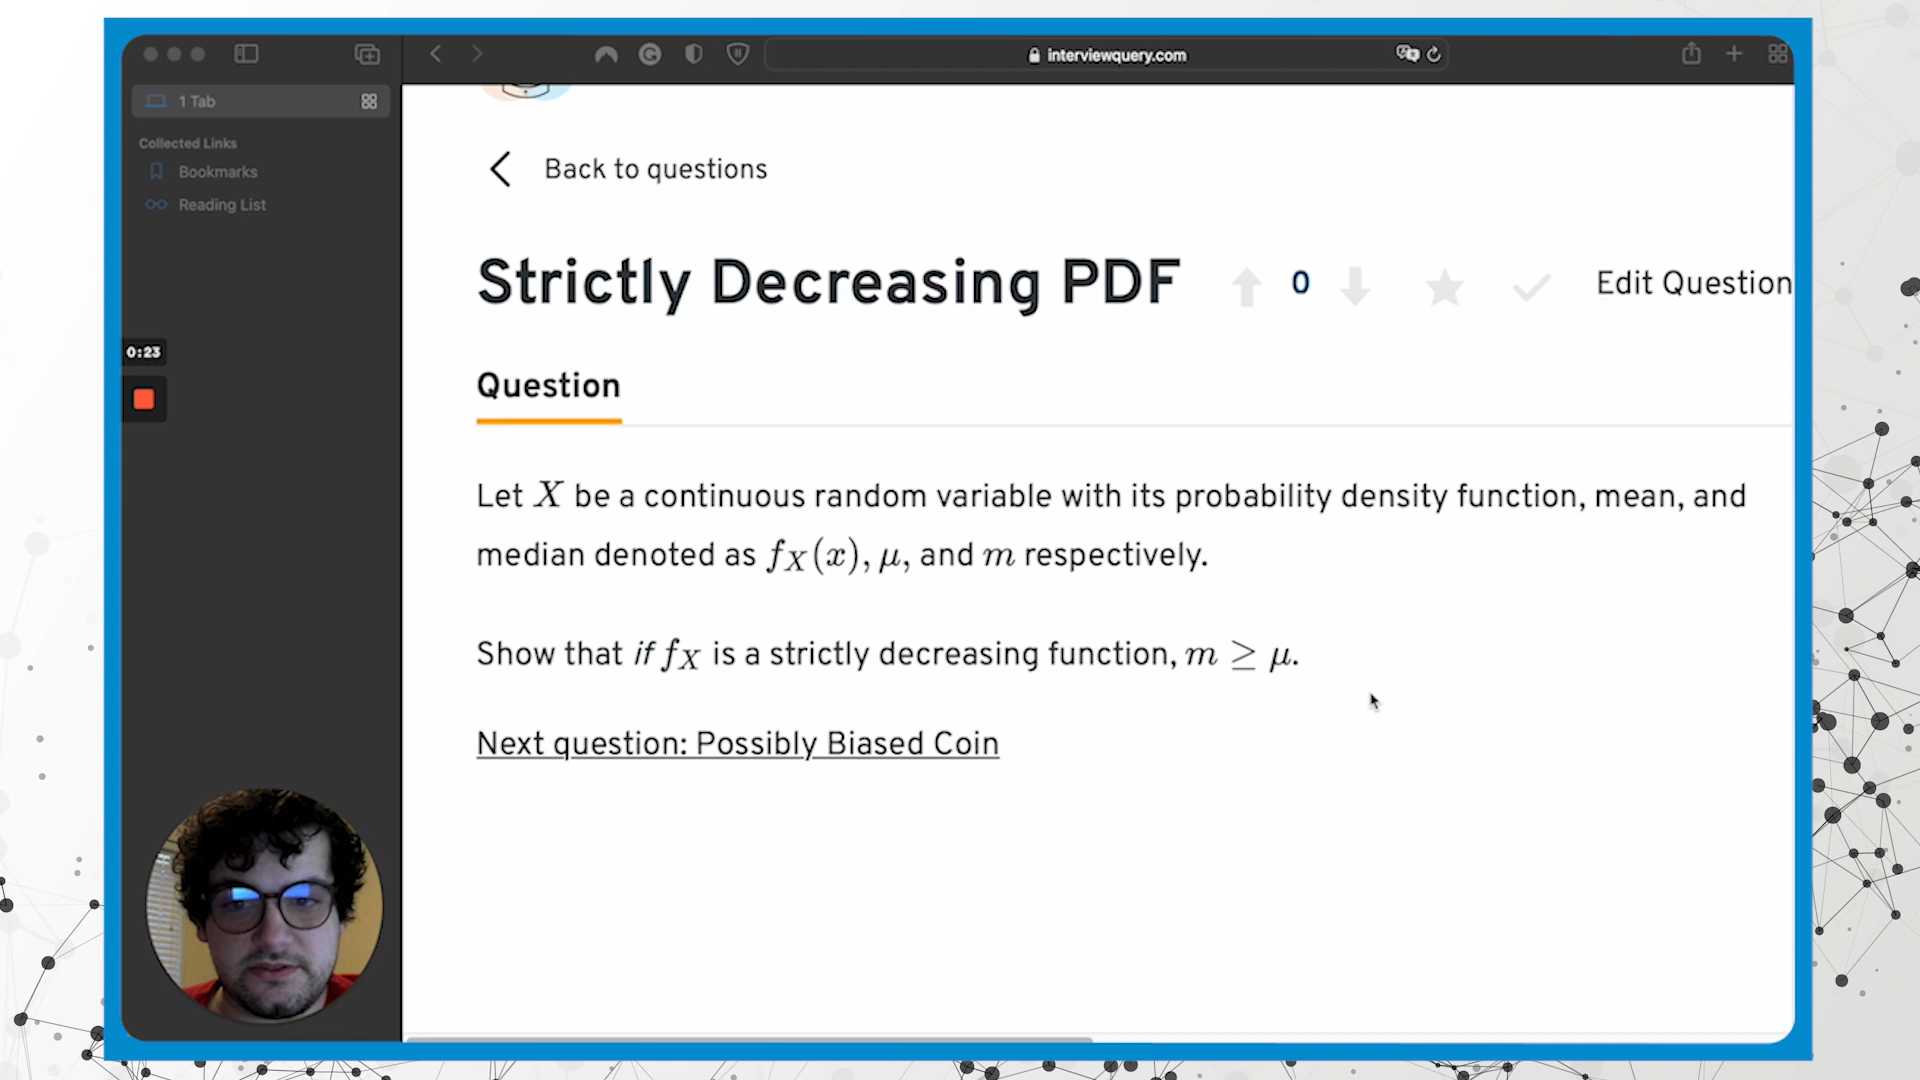 interviewquery.com
1 Tab
Collected Links
Bookmarks
Reading List
Back to questions
Strictly Decreasing PDF
0
Edit Question
0:23
Question
Let X be a continuous random variable with its probability density function, mean, and
median denoted as f_X(x), μ, and m respectively.
Show that if f_X is a strictly decreasing function, m ≥ μ.
Next question: Possibly Biased Coin